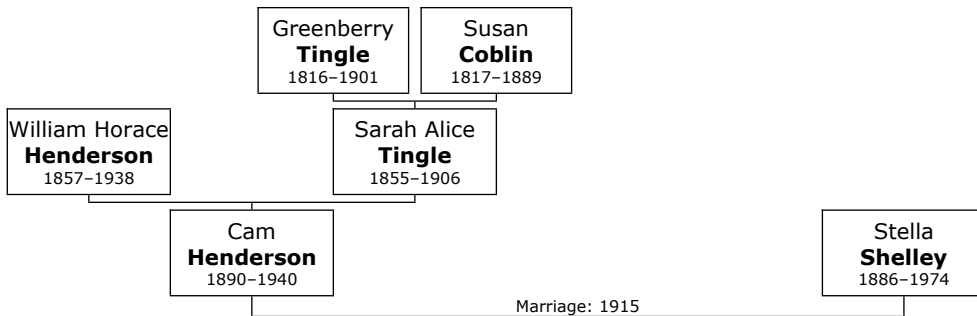 Greenberry
Tingle
1816–1901
Susan
Coblin
1817–1889
William Horace
Henderson
1857–1938
Sarah Alice
Tingle
1855–1906
Cam
Henderson
1890–1940
Stella
Shelley
1886–1974
Marriage: 1915